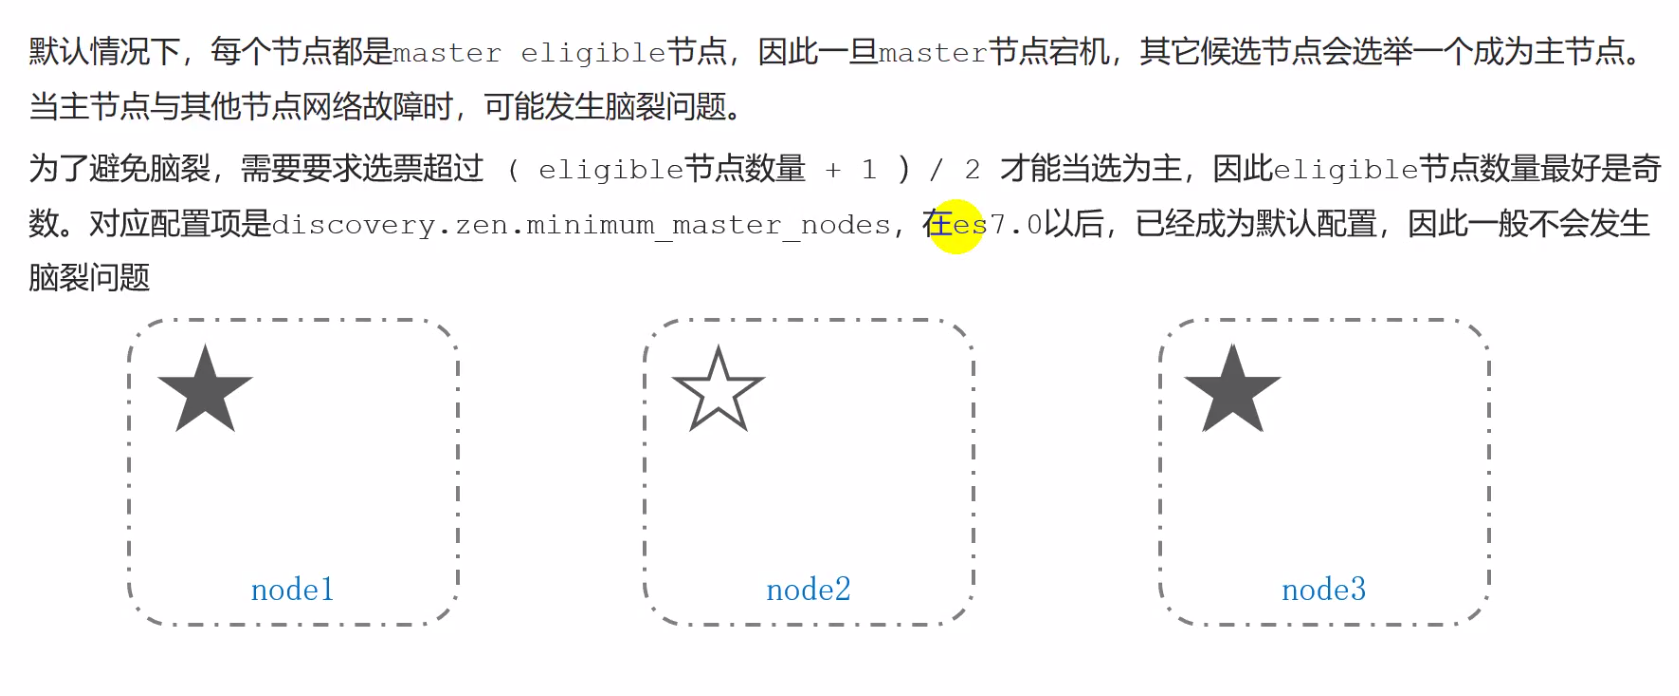 默认情况下，每个节点都是master eligible节点，因此一旦master节点宕机，其它候选节点会选举一个成为主节点。
当主节点与其他节点网络故障时，可能发生脑裂问题。
为了避免脑裂，需要要求选票超过 ( eligible节点数量 + 1 ) / 2 才能当选为主，因此eligible节点数量最好是奇
数。对应配置项是discovery.zen.minimum_master_nodes，在es7.0以后，已经成为默认配置，因此一般不会发生
脑裂问题
node1
node2
node3